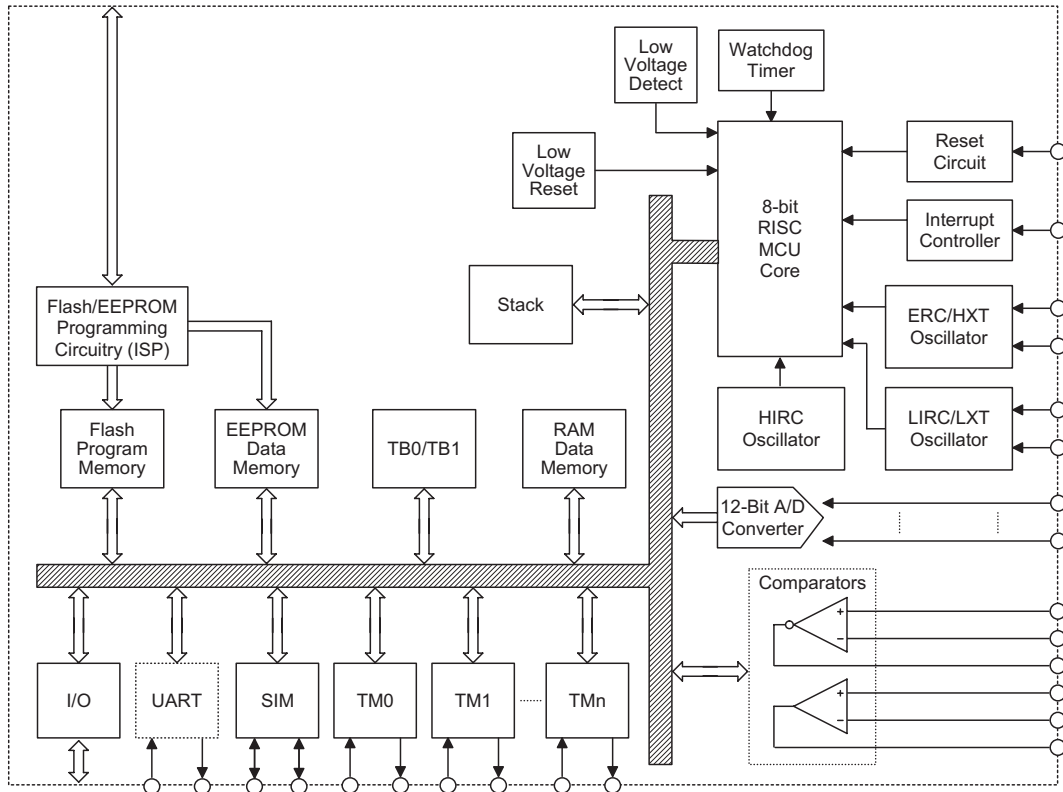 Low
Voltage
Detect
Watchdog
Timer
Low
Voltage
Reset
8-bit
RISC
MCU
Core
Reset
Circuit
Interrupt
Controller
Stack
Flash/EEPROM
Programming
Circuitry (ISP)
ERC/HXT
Oscillator
HIRC
Oscillator
LIRC/LXT
Oscillator
Flash
Program
Memory
EEPROM
Data
Memory
TB0/TB1
RAM
Data
Memory
12-Bit A/D
Converter
Comparators
+
−
+
−
I/O
UART
SIM
TM0
TM1
TMn